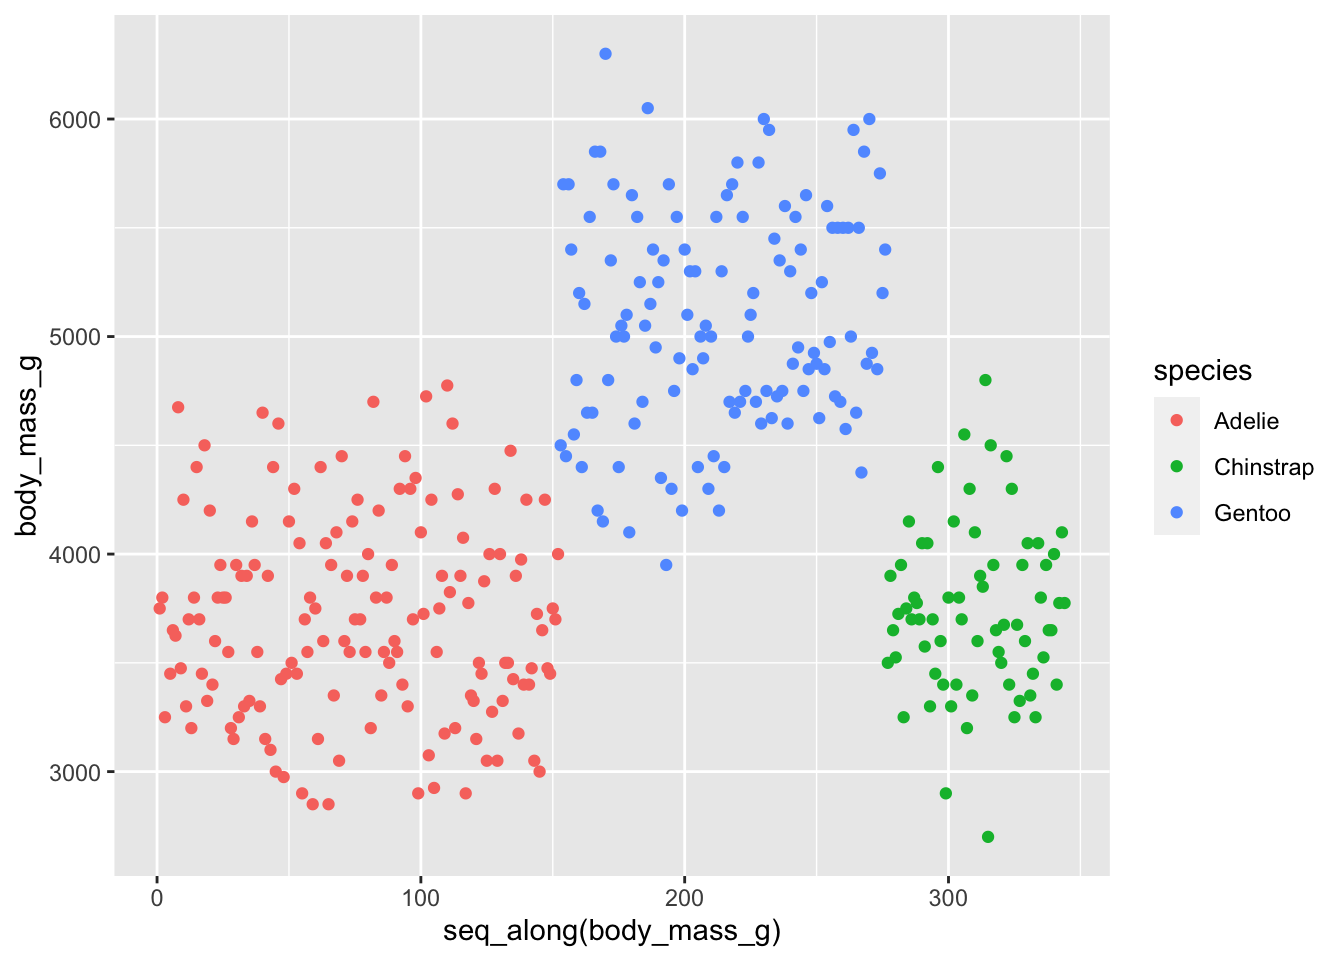 body_mass_g
6000
5000
4000
3000
0 100 200 300
seq_along(body_mass_g)
species
Adelie
Chinstrap
Gentoo